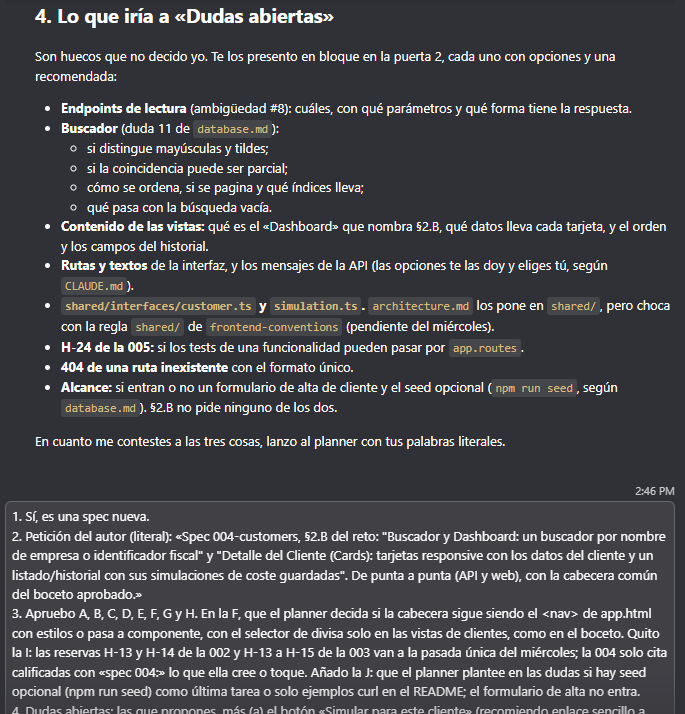 4. Lo que iría a «Dudas abiertas»
Son huecos que no decido yo. Te los presento en bloque en la puerta 2, cada uno con opciones y una
recomendada:
• Endpoints de lectura (ambigüedad #8): cuáles, con qué parámetros y qué forma tiene la respuesta.
• Buscador (duda 11 de database.md):
○ si distingue mayúsculas y tildes;
○ si la coincidencia puede ser parcial;
○ cómo se ordena, si se pagina y qué índices lleva;
○ qué pasa con la búsqueda vacía.
• Contenido de las vistas: qué es el «Dashboard» que nombra §2.B, qué datos lleva cada tarjeta, y el orden
y los campos del historial.
• Rutas y textos de la interfaz, y los mensajes de la API (las opciones te las doy y eliges tú, según
CLAUDE.md).
• shared/interfaces/customer.ts y simulation.ts. architecture.md los pone en shared/, pero choca
con la regla shared/ de frontend-conventions (pendiente del miércoles).
• H-24 de la 005: si los tests de una funcionalidad pueden pasar por app.routes.
• 404 de una ruta inexistente con el formato único.
• Alcance: si entran o no un formulario de alta de cliente y el seed opcional (npm run seed, según
database.md). §2.B no pide ninguno de los dos.
En cuanto me contestes a las tres cosas, lanzo al planner con tus palabras literales.
2:46 PM
1. Sí, es una spec nueva.
2. Petición del autor (literal): «Spec 004-customers, §2.B del reto: "Buscador y Dashboard: un buscador por nombre
de empresa o identificador fiscal" y "Detalle del Cliente (Cards): tarjetas responsive con los datos del cliente y un
listado/historial con sus simulaciones de coste guardadas". De punta a punta (API y web), con la cabecera común
del boceto aprobado.»
3. Apruebo A, B, C, D, E, F, G y H. En la F, que el planner decida si la cabecera sigue siendo el <nav> de app.html
con estilos o pasa a componente, con el selector de divisa solo en las vistas de clientes, como en el boceto. Quito
la I: las reservas H-13 y H-14 de la 002 y H-13 a H-15 de la 003 van a la pasada única del miércoles; la 004 solo cita
calificadas con «spec 004:» lo que ella cree o toque. Añado la J: que el planner plantee en las dudas si hay seed
opcional (npm run seed) como última tarea o solo ejemplos curl en el README; el formulario de alta no entra.
4. Dudas abiertas: las que propones, más (a) el botón «Simular para este cliente» (recomiendo enlace sencillo a